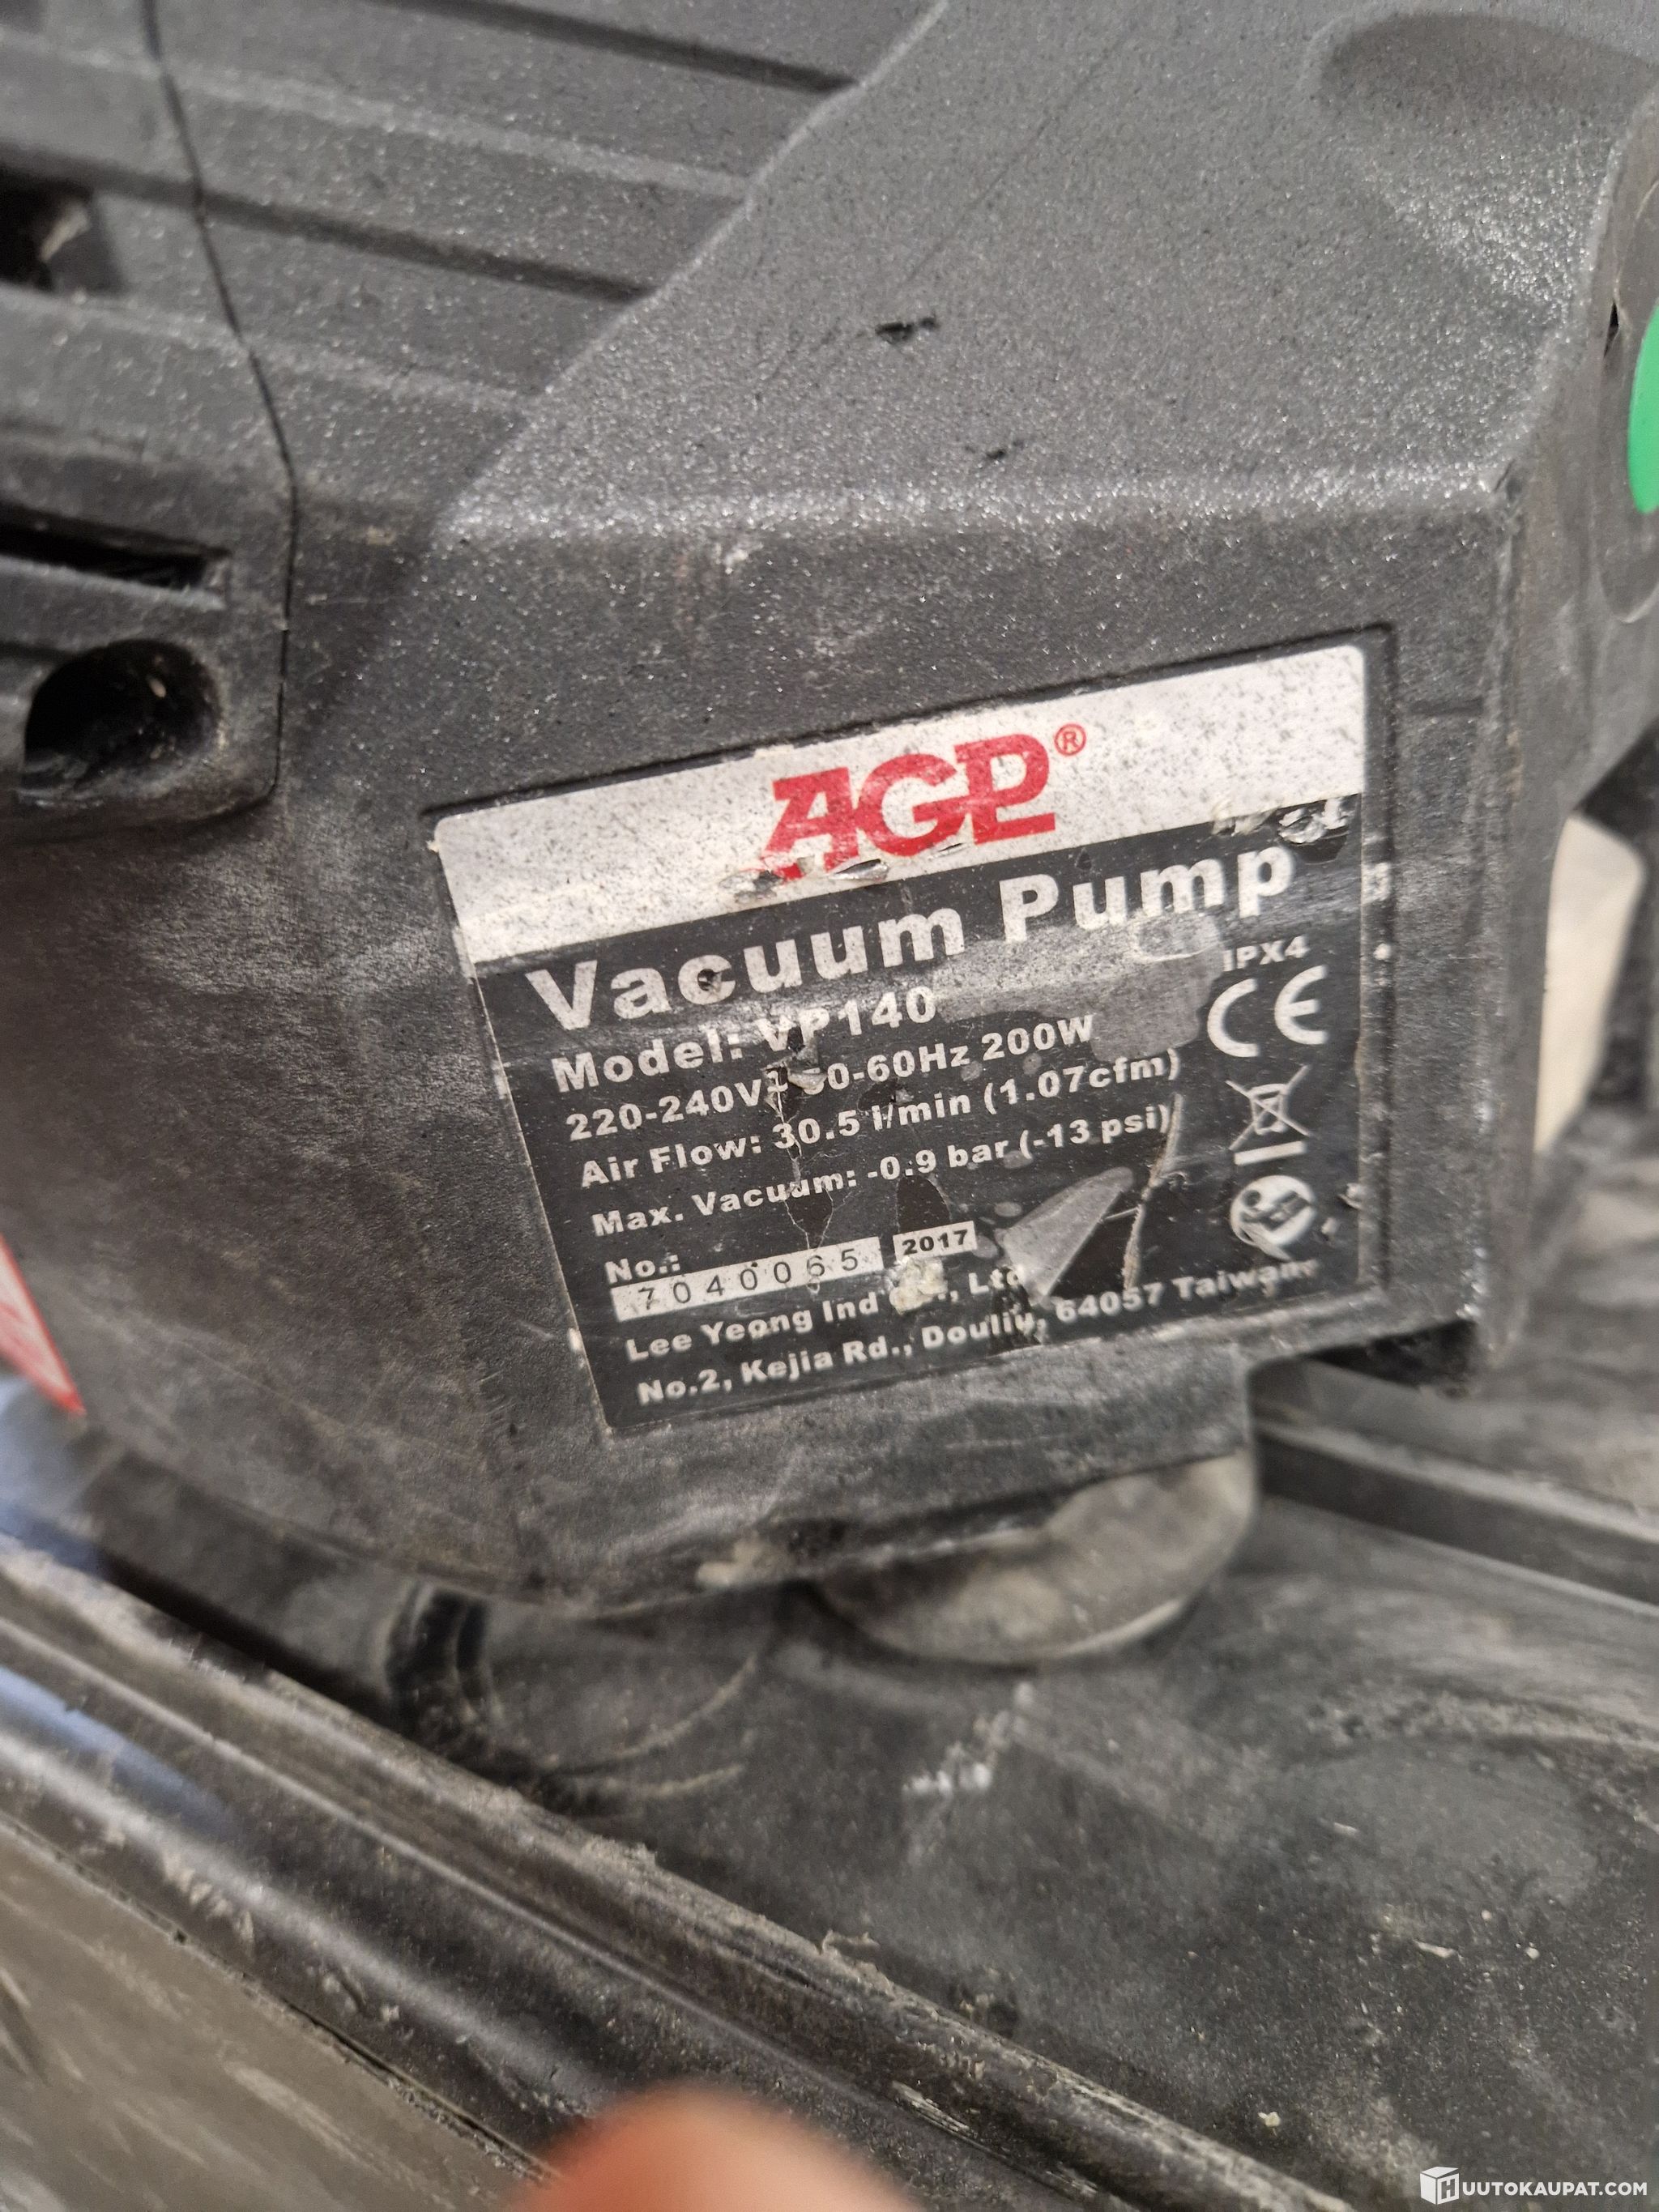 AGP®
Vacuum Pump
Model: VP140
IPX4
220-240V~ 50-60Hz 200W
CE
Air Flow: 30.5 l/min (1.07cfm)
Max. Vacuum: -0.9 bar (-13 psi)
No.:
7040065 2017
Lee Yeong Ind Ltd
No.2, Kejia Rd., Douliu, 64057 Taiwan
HUUTOKAUPAT.COM